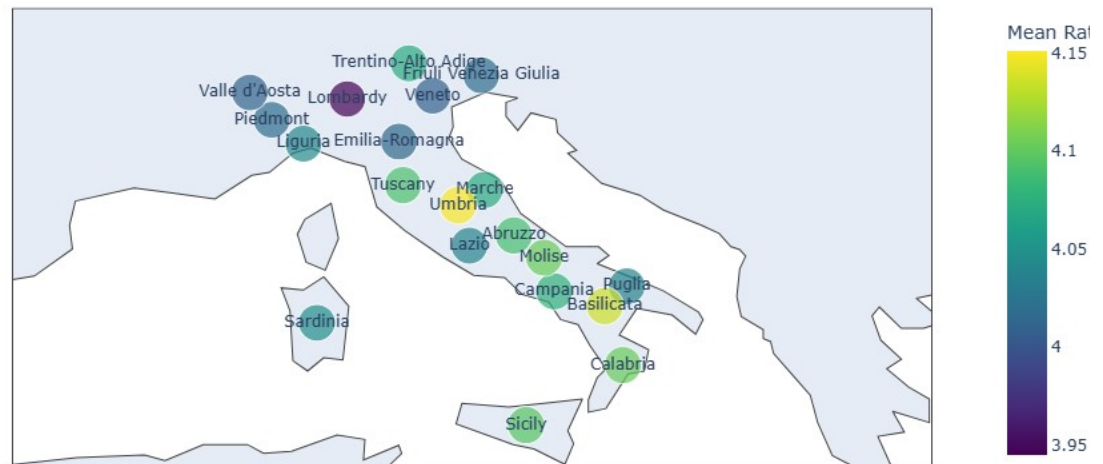 Mean Rat
4.15
4.1
4.05
4
3.95
Trentino-Alto Adige
Friuli Venezia Giulia
Valle d'Aosta
Lombardy
Veneto
Piedmont
Liguria
Emilia-Romagna
Tuscany
Marche
Umbria
Lazio
Abruzzo
Molise
Campania
Puglia
Basilicata
Sardinia
Calabria
Sicily